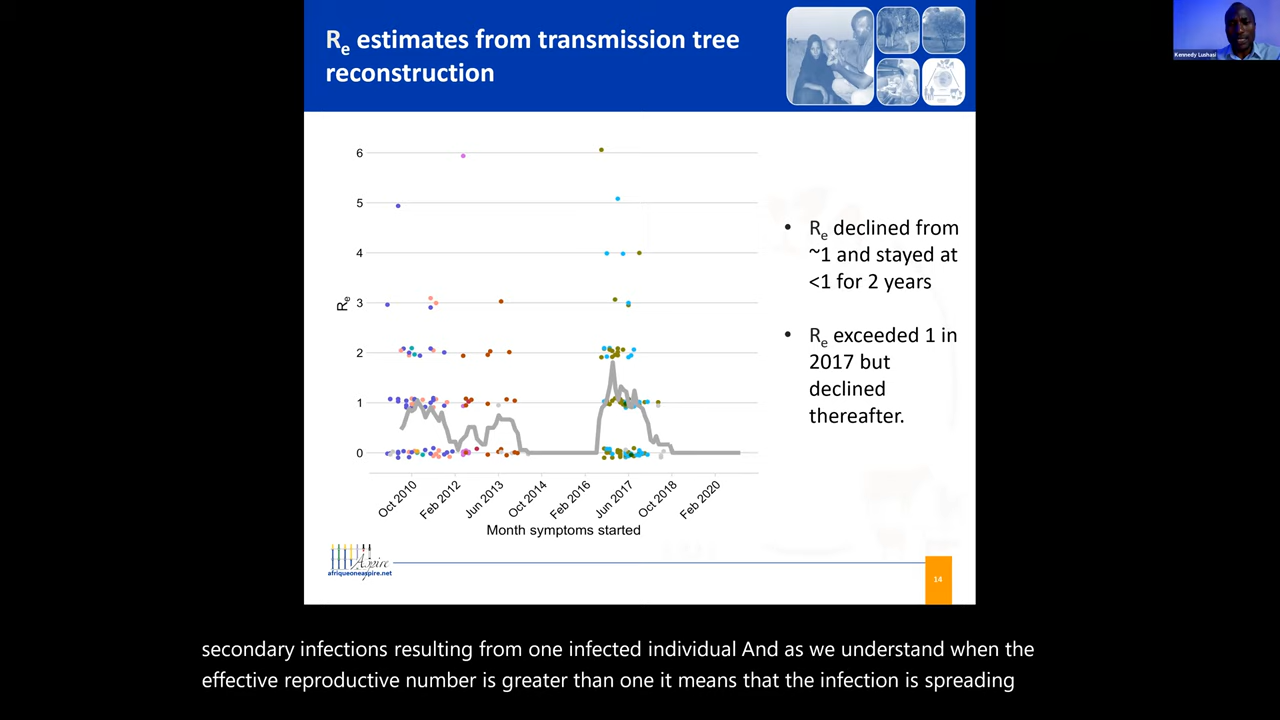 Re estimates from transmission tree
reconstruction
Kennedy Lushasi
6
5
4
3
2
1
0
Re
Oct 2010
Feb 2012
Jun 2013
Oct 2014
Feb 2016
Jun 2017
Oct 2018
Feb 2020
Month symptoms started
• Re declined from
~1 and stayed at
<1 for 2 years
• Re exceeded 1 in
2017 but
declined
thereafter.
Aspire
afriqueoneaspire.net
14
secondary infections resulting from one infected individual And as we understand when the
effective reproductive number is greater than one it means that the infection is spreading